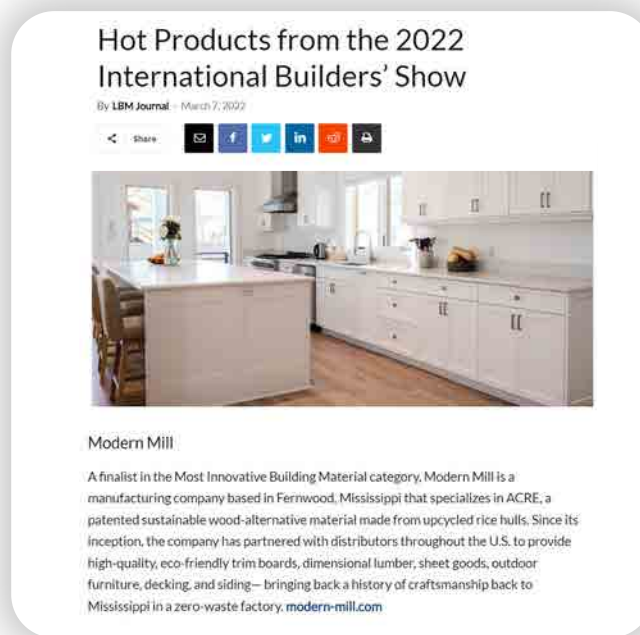 Hot Products from the 2022
International Builders’ Show
By LBM Journal - March 7, 2022
Share
Modern Mill
A finalist in the Most Innovative Building Material category, Modern Mill is a
manufacturing company based in Fernwood, Mississippi that specializes in ACRE, a
patented sustainable wood-alternative material made from upcycled rice hulls. Since its
inception, the company has partnered with distributors throughout the U.S. to provide
high-quality, eco-friendly trim boards, dimensional lumber, sheet goods, outdoor
furniture, decking, and siding— bringing back a history of craftsmanship back to
Mississippi in a zero-waste factory. modern-mill.com